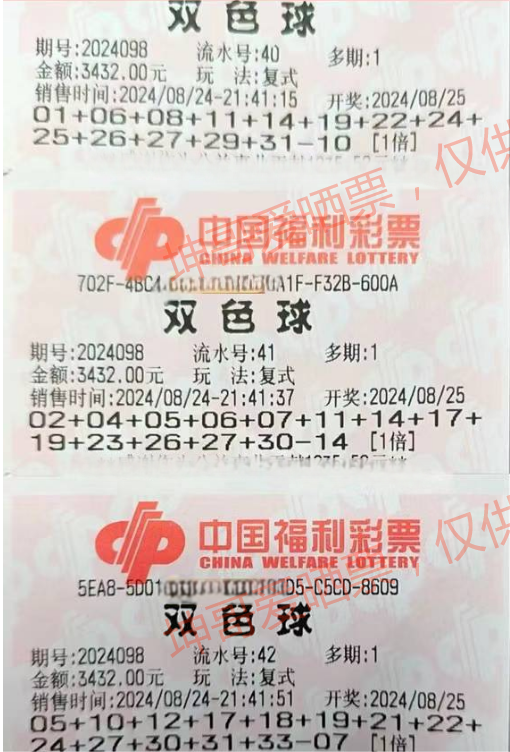 双色球
期号:2024098 流水号:40 多期:1
金额:3432.00元 玩 法:复式
销售时间:2024/08/24-21:41:15 开奖:2024/08/25
01+06+08+11+14+19+22+24+
25+26+27+29+31-10 [1倍]
中国福利彩票
CHINA WELFARE LOTTERY
702F-4BC4 A1F-F32B-600A
双色球
期号:2024098 流水号:41 多期:1
金额:3432.00元 玩 法:复式
销售时间:2024/08/24-21:41:37 开奖:2024/08/25
02+04+05+06+07+11+14+17+
19+23+26+27+30-14 [1倍]
中国福利彩票
CHINA WELFARE LOTTERY
5EA8-5D01 D5-C5CD-8609
双色球
期号:2024098 流水号:42 多期:1
金额:3432.00元 玩 法:复式
销售时间:2024/08/24-21:41:51 开奖:2024/08/25
05+10+12+17+18+19+21+22+
24+27+30+31+33-07 [1倍]
坤哥爱晒票，仅供
坤哥爱晒票，仅供